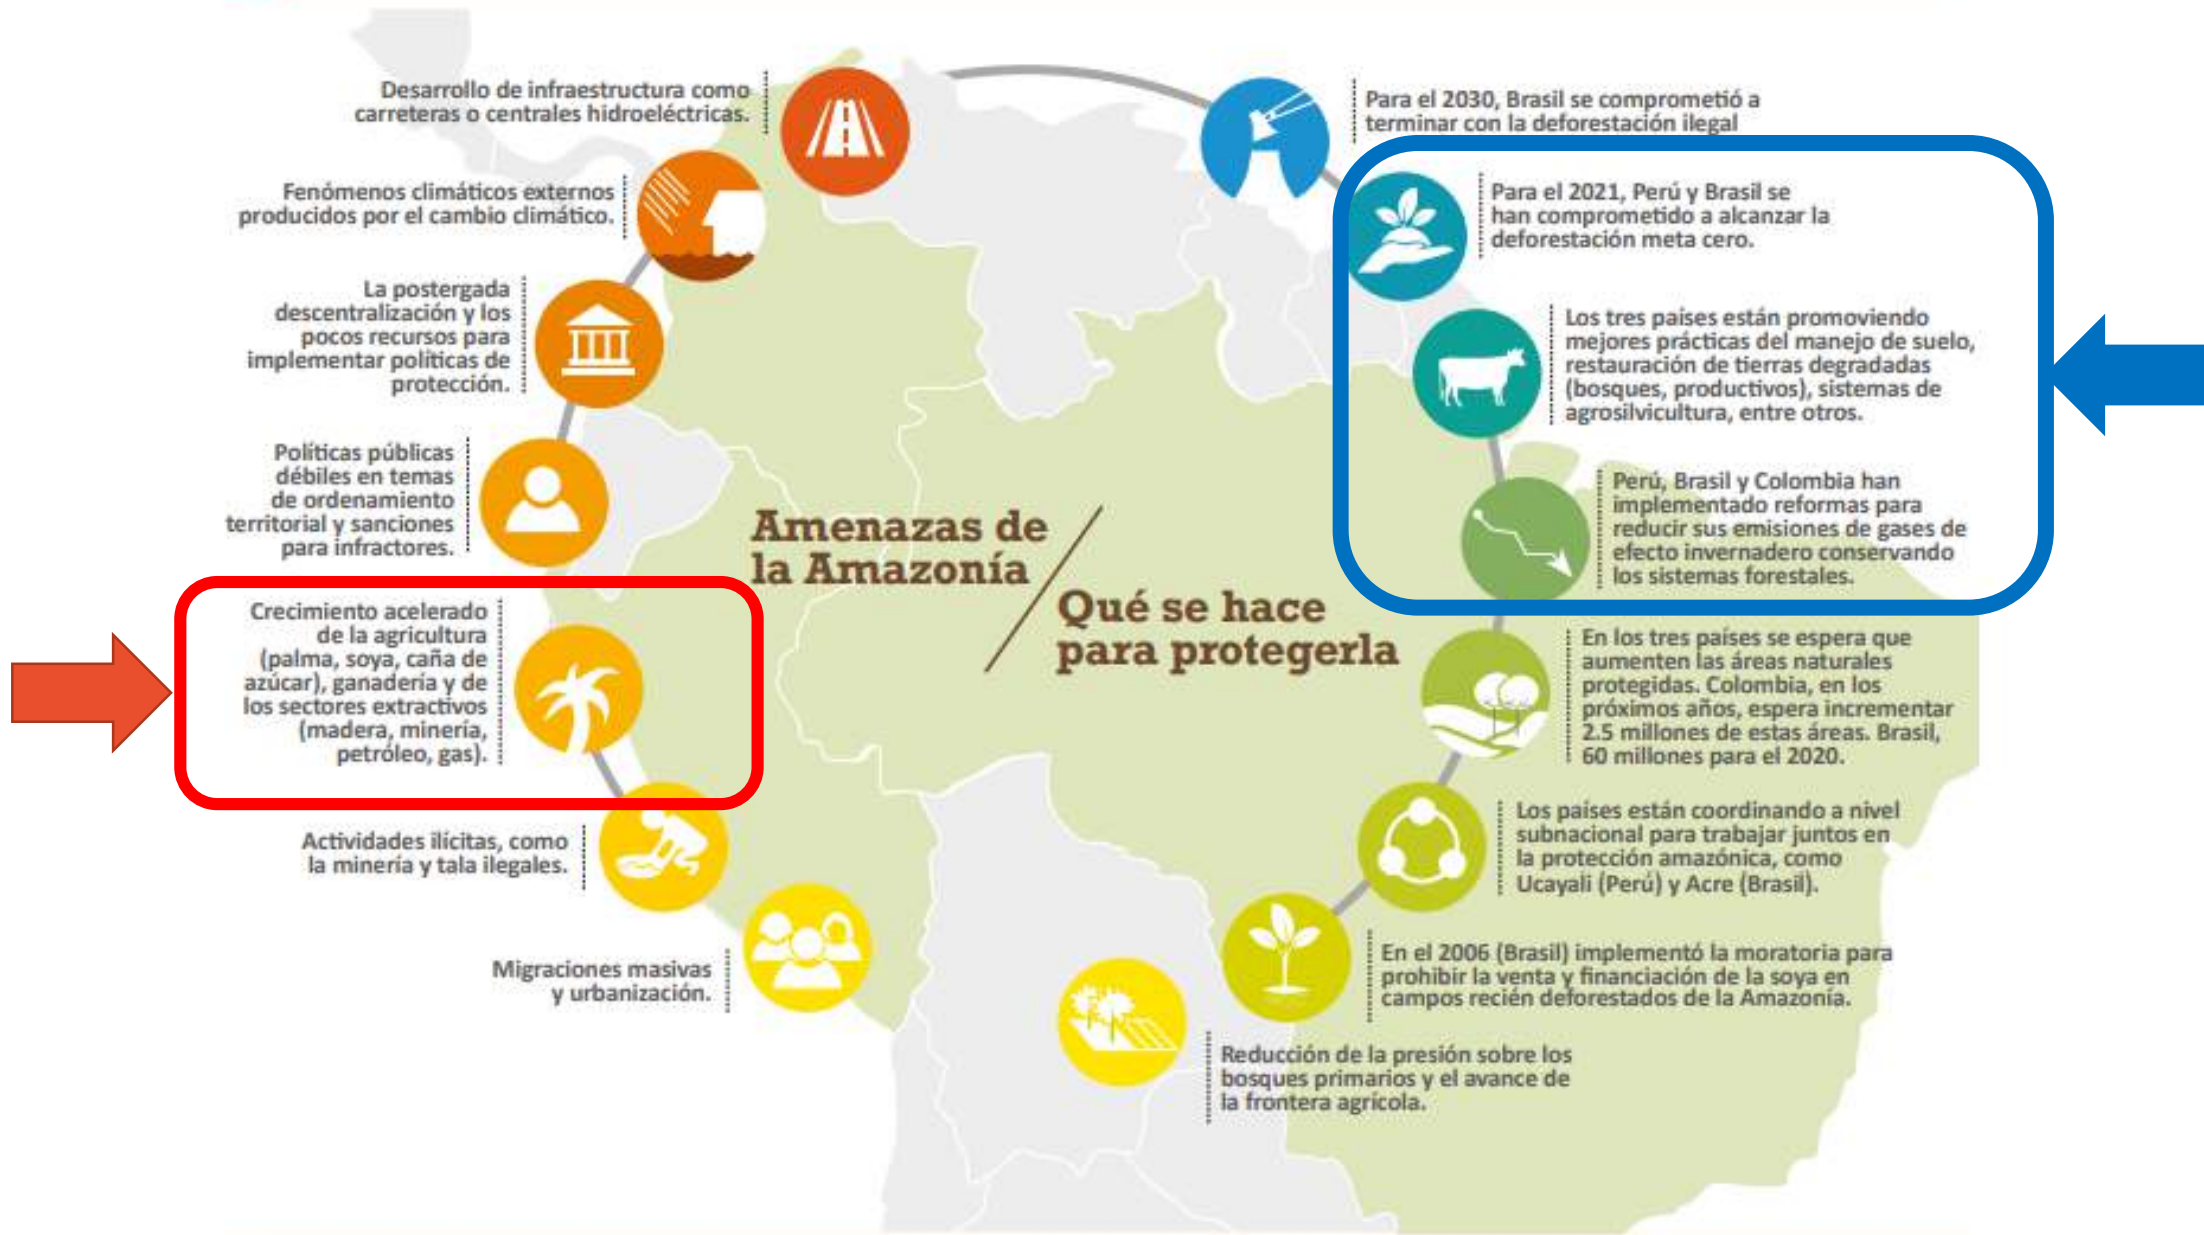 Desarrollo de infraestructura como
carreteras o centrales hidroeléctricas.
Fenómenos climáticos externos
producidos por el cambio climático.
La postergada
descentralización y los
pocos recursos para
implementar políticas de
protección.
Políticas públicas
débiles en temas
de ordenamiento
territorial y sanciones
para infractores.
Crecimiento acelerado
de la agricultura
(palma, soya, caña de
azúcar), ganadería y de
los sectores extractivos
(madera, minería,
petróleo, gas).
Actividades ilícitas, como
la minería y tala ilegales.
Migraciones masivas
y urbanización.
Amenazas de
la Amazonía
Qué se hace
para protegerla
Para el 2030, Brasil se comprometió a
terminar con la deforestación ilegal
Para el 2021, Perú y Brasil se
han comprometido a alcanzar la
deforestación meta cero.
Los tres países están promoviendo
mejores prácticas del manejo de suelo,
restauración de tierras degradadas
(bosques, productivos), sistemas de
agrosilvicultura, entre otros.
Perú, Brasil y Colombia han
implementado reformas para
reducir sus emisiones de gases de
efecto invernadero conservando
los sistemas forestales.
En los tres países se espera que
aumenten las áreas naturales
protegidas. Colombia, en los
próximos años, espera incrementar
2.5 millones de estas áreas. Brasil,
60 millones para el 2020.
Los países están coordinando a nivel
subnacional para trabajar juntos en
la protección amazónica, como
Ucayali (Perú) y Acre (Brasil).
En el 2006 (Brasil) implementó la moratoria para
prohibir la venta y financiación de la soya en
campos recién deforestados de la Amazonía.
Reducción de la presión sobre los
bosques primarios y el avance de
la frontera agrícola.